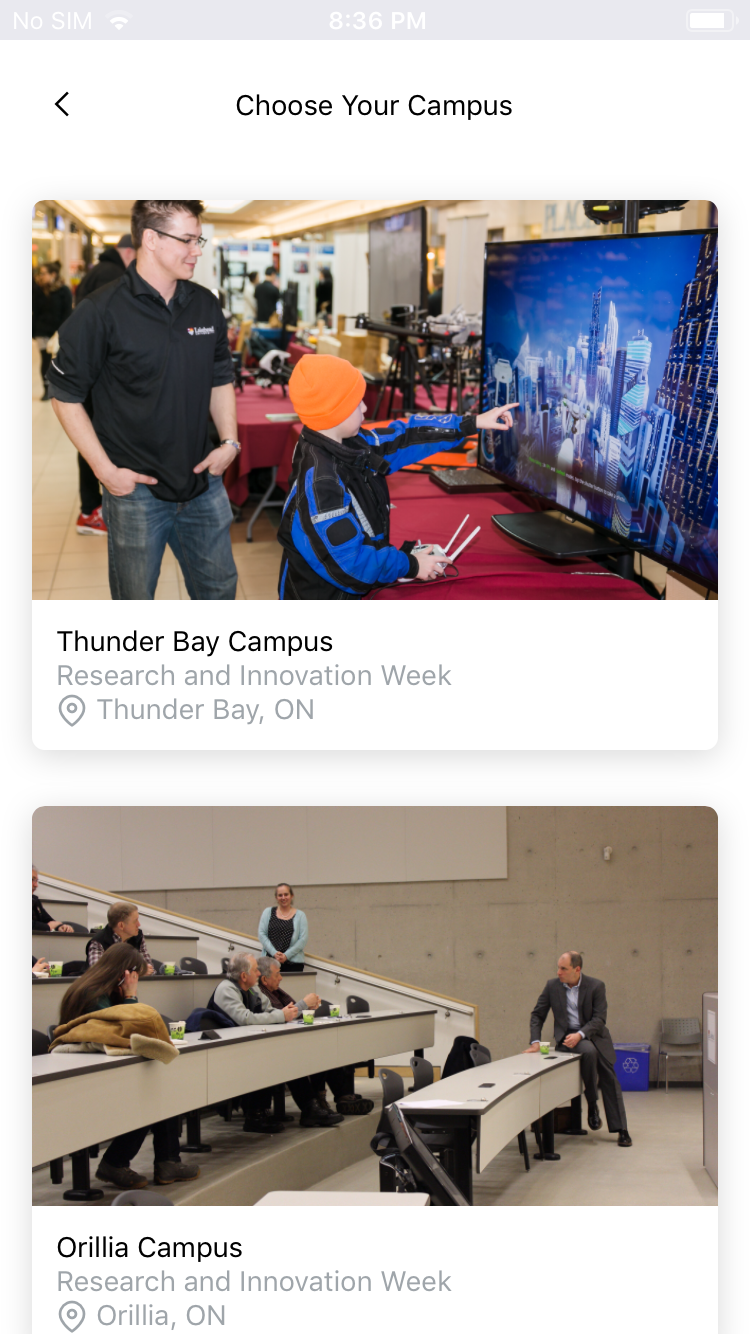 No SIM 8:36 PM
Choose Your Campus
Lakehead
Thunder Bay Campus
Research and Innovation Week
Thunder Bay, ON
Orillia Campus
Research and Innovation Week
Orillia, ON